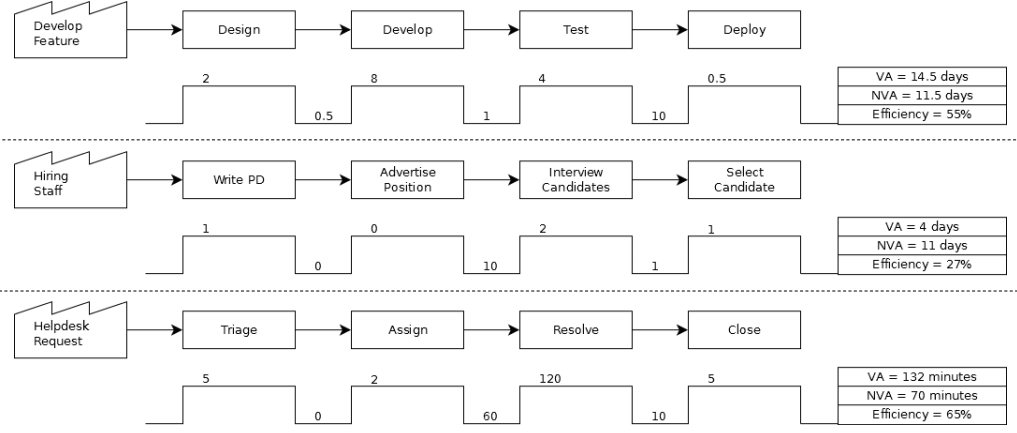 Develop
Feature
Design
Develop
Test
Deploy
2
8
4
0.5
0.5
1
10
VA = 14.5 days
NVA = 11.5 days
Efficiency = 55%
Hiring
Staff
Write PD
Advertise
Position
Interview
Candidates
Select
Candidate
1
0
2
1
0
10
1
VA = 4 days
NVA = 11 days
Efficiency = 27%
Helpdesk
Request
Triage
Assign
Resolve
Close
5
2
120
5
0
60
10
VA = 132 minutes
NVA = 70 minutes
Efficiency = 65%